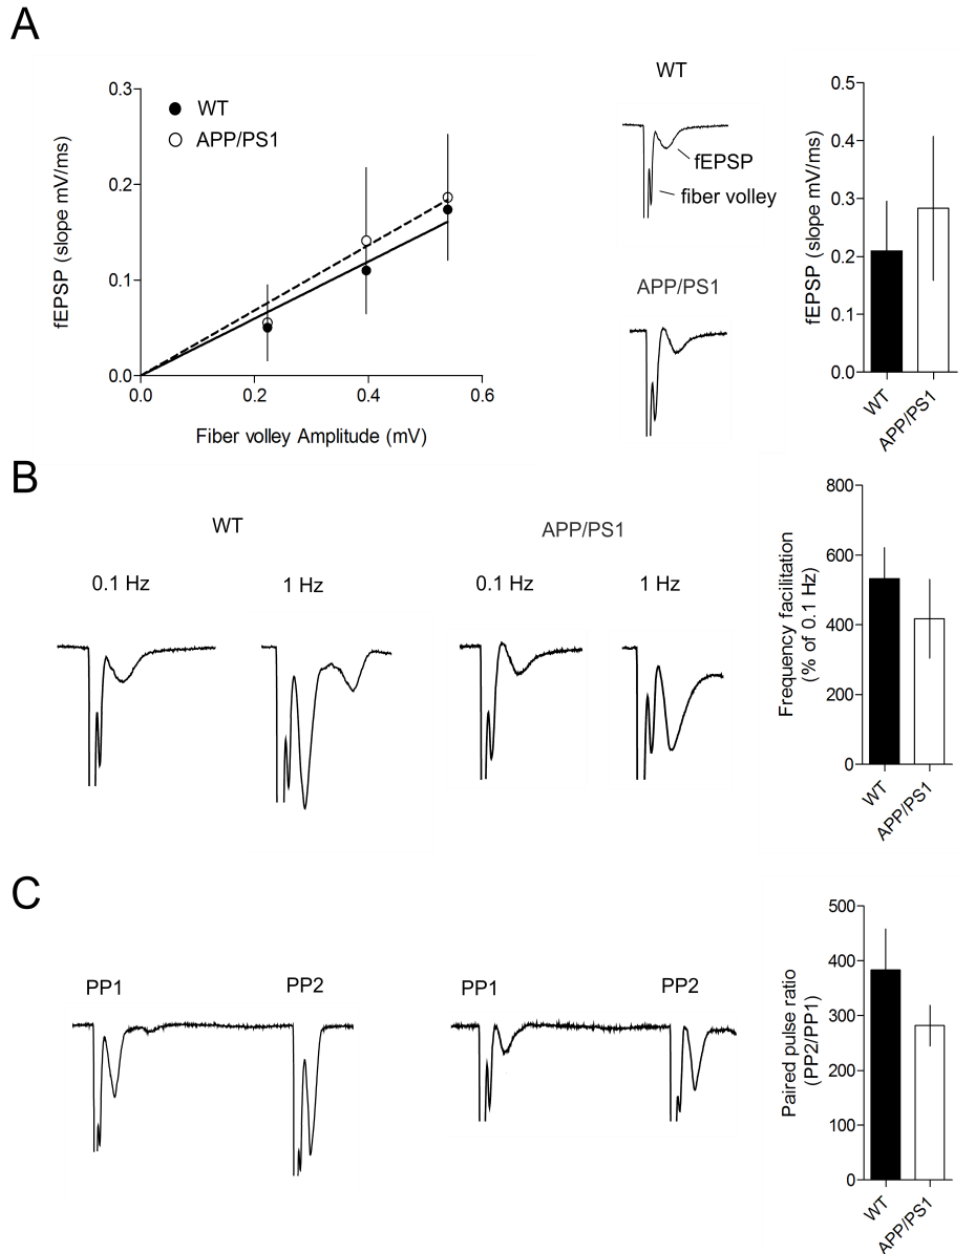 A
fEPSP (slope mV/ms)
0.3
0.2
0.1
0.0
0.0 0.2 0.4 0.6
Fiber volley Amplitude (mV)
WT
APP/PS1
WT
fEPSP
fiber volley
APP/PS1
fEPSP (slope mV/ms)
0.5
0.4
0.3
0.2
0.1
0.0
WT
APP/PS1
B
WT
0.1 Hz 1 Hz
APP/PS1
0.1 Hz 1 Hz
Frequency facilitation
(% of 0.1 Hz)
800
600
400
200
0
WT
APP/PS1
C
PP1 PP2
PP1 PP2
Paired pulse ratio
(PP2/PP1)
500
400
300
200
100
0
WT
APP/PS1